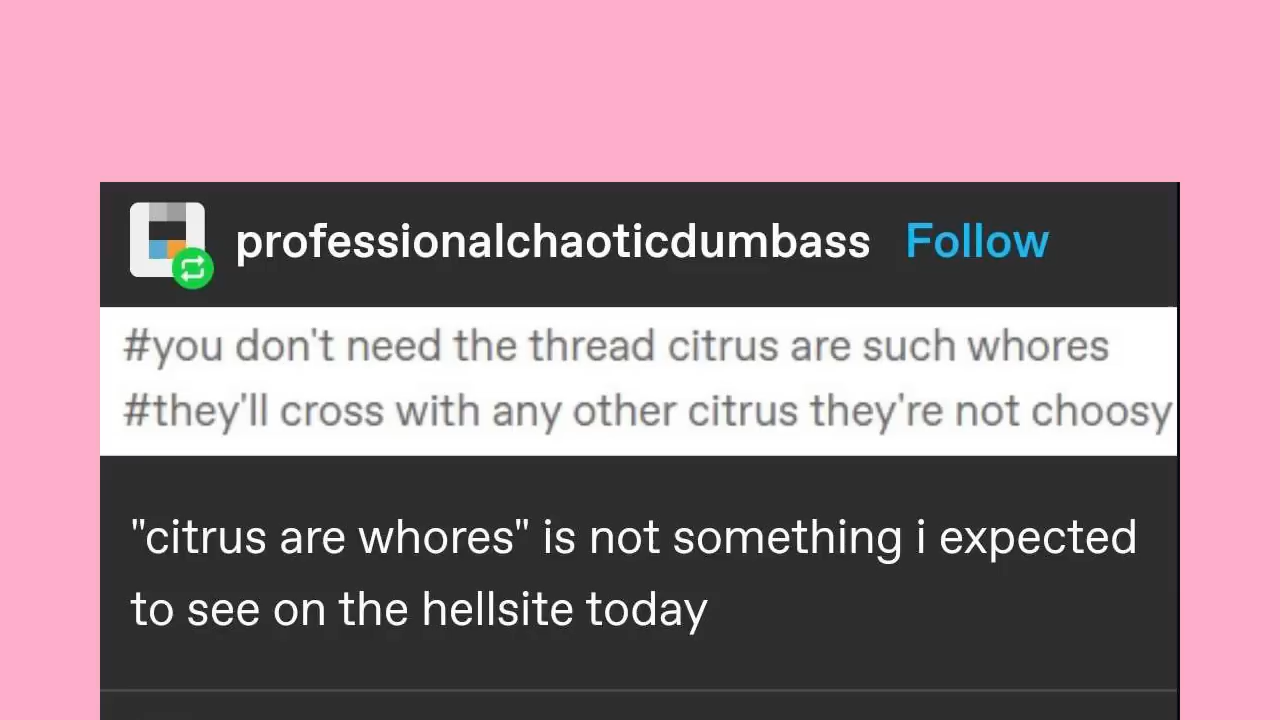 professionalchaoticdumbass Follow
#you don't need the thread citrus are such whores
#they'll cross with any other citrus they're not choosy
"citrus are whores" is not something i expected
to see on the hellsite today